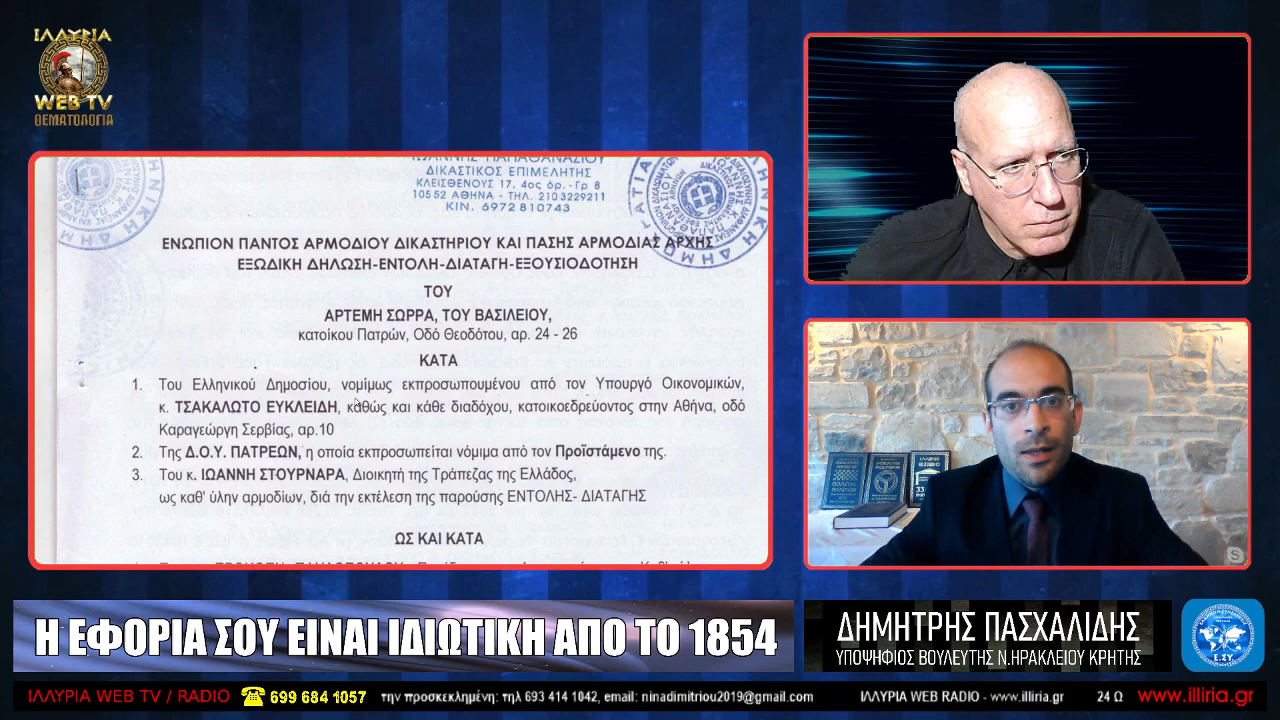 ΙΛΛΥΡΙΑ
WEB TV
ΘΕΜΑΤΟΛΟΓΙΑ
ΙΩΑΝΝΗΣ ΠΑΠΑΘΑΝΑΣΙΟΥ
ΔΙΚΑΣΤΙΚΟΣ ΕΠΙΜΕΛΗΤΗΣ
ΚΛΕΙΣΘΕΝΟΥΣ 17, 4ος όρ. - Γρ 8
105 52 ΑΘΗΝΑ - ΤΗΛ. 210 3229211
ΚΙΝ. 6972 810743
ΕΝΩΠΙΟΝ ΠΑΝΤΟΣ ΑΡΜΟΔΙΟΥ ΔΙΚΑΣΤΗΡΙΟΥ ΚΑΙ ΠΑΣΗΣ ΑΡΜΟΔΙΑΣ ΑΡΧΗΣ
ΕΞΩΔΙΚΗ ΔΗΛΩΣΗ-ΕΝΤΟΛΗ-ΔΙΑΤΑΓΗ-ΕΞΟΥΣΙΟΔΟΤΗΣΗ
ΤΟΥ
ΑΡΤΕΜΗ ΣΩΡΡΑ, ΤΟΥ ΒΑΣΙΛΕΙΟΥ,
κατοίκου Πατρών, Οδό Θεοδότου, αρ. 24 - 26
ΚΑΤΑ
1. Του Ελληνικού Δημοσίου, νομίμως εκπροσωπουμένου από τον Υπουργό Οικονομικών,
κ. ΤΣΑΚΑΛΩΤΟ ΕΥΚΛΕΙΔΗ, καθώς και κάθε διαδόχου, κατοικοεδρεύοντος στην Αθήνα, οδό
Καραγεώργη Σερβίας, αρ.10
2. Της Δ.Ο.Υ. ΠΑΤΡΕΩΝ, η οποία εκπροσωπείται νόμιμα από τον Προϊστάμενο της.
3. Του κ. ΙΩΑΝΝΗ ΣΤΟΥΡΝΑΡΑ, Διοικητή της Τράπεζας της Ελλάδος,
ως καθ' ύλην αρμοδίων, διά την εκτέλεση της παρούσης ΕΝΤΟΛΗΣ- ΔΙΑΤΑΓΗΣ
ΩΣ ΚΑΙ ΚΑΤΑ
Η ΕΦΟΡΙΑ ΣΟΥ ΕΙΝΑΙ ΙΔΙΩΤΙΚΗ ΑΠΟ ΤΟ 1854
ΔΗΜΗΤΡΗΣ ΠΑΣΧΑΛΙΔΗΣ
ΥΠΟΨΗΦΙΟΣ ΒΟΥΛΕΥΤΗΣ Ν.ΗΡΑΚΛΕΙΟΥ ΚΡΗΤΗΣ
Ε.ΣΥ.
ΙΛΛΥΡΙΑ WEB TV / RADIO ☎ 699 684 1057 την προσκεκλημένη: τηλ 693 414 1042, email: ninadimitriou2019@gmail.com ΙΛΛΥΡΙΑ WEB RADIO - www.illiria.gr 24 Ω www.illiria.gr